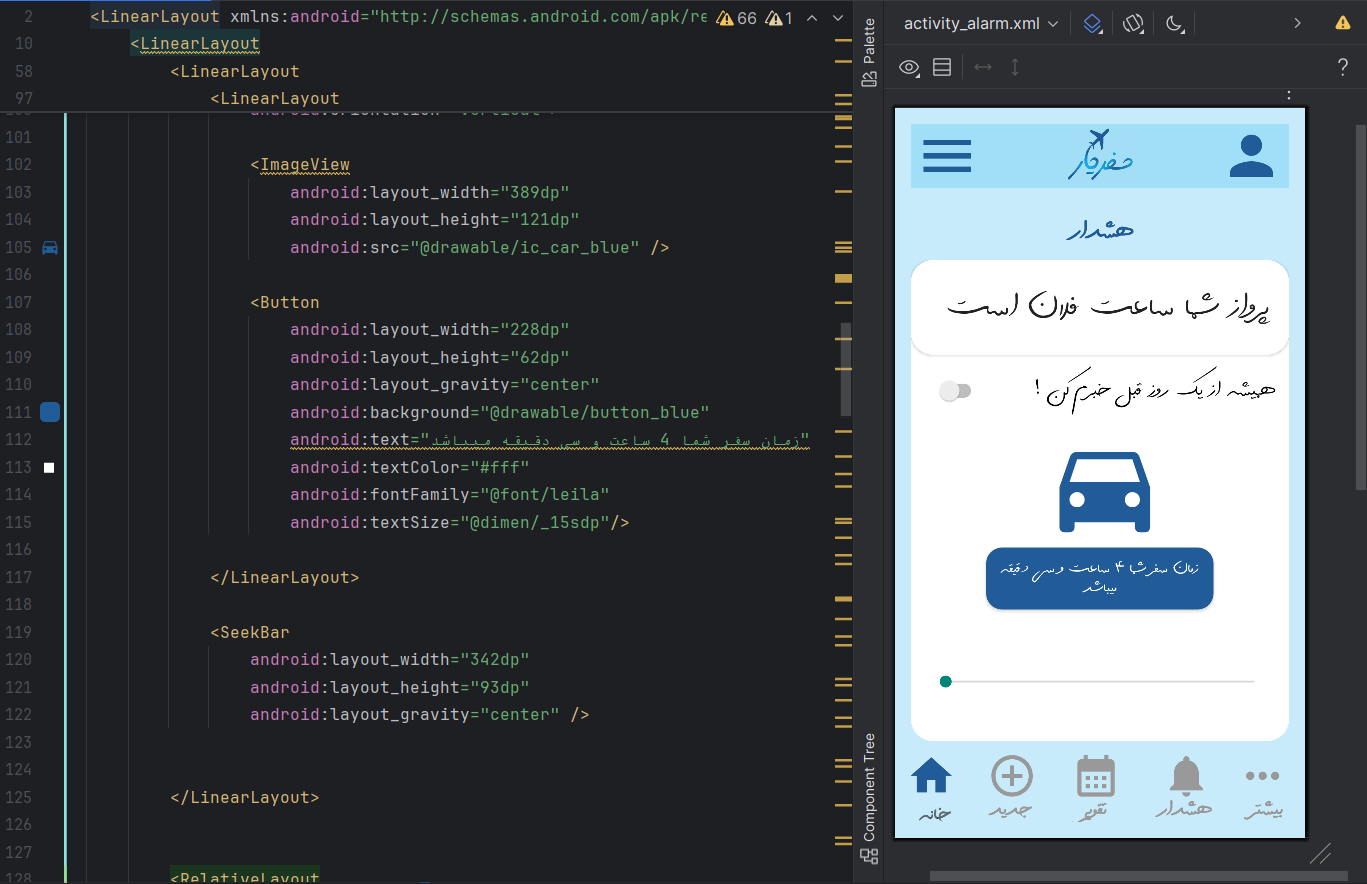 2 <LinearLayout xmlns:android="http://schemas.android.com/apk/re 66 1
10 <LinearLayout
58 <LinearLayout
97 <LinearLayout
101
102 <ImageView
103 android:layout_width="389dp"
104 android:layout_height="121dp"
105 android:src="@drawable/ic_car_blue" />
106
107 <Button
108 android:layout_width="228dp"
109 android:layout_height="62dp"
110 android:layout_gravity="center"
111 android:background="@drawable/button_blue"
112 android:text="زمان سفر شما 4 ساعت و سی دقیقه میباشد"
113 android:textColor="#fff"
114 android:fontFamily="@font/leila"
115 android:textSize="@dimen/_15sdp"/>
116
117 </LinearLayout>
118
119 <SeekBar
120 android:layout_width="342dp"
121 android:layout_height="93dp"
122 android:layout_gravity="center" />
123
124
125 </LinearLayout>
126
127
128 <RelativeLayout
Palette
Component Tree
activity_alarm.xml
?
سفریار
هشدار
پرواز شما ساعت فلان است
همیشه از یک روز قبل خبرم کن !
زمان سفر شما ۴ ساعت و سی دقیقه
میباشد
خانه
جدید
تقویم
هشدار
بیشتر